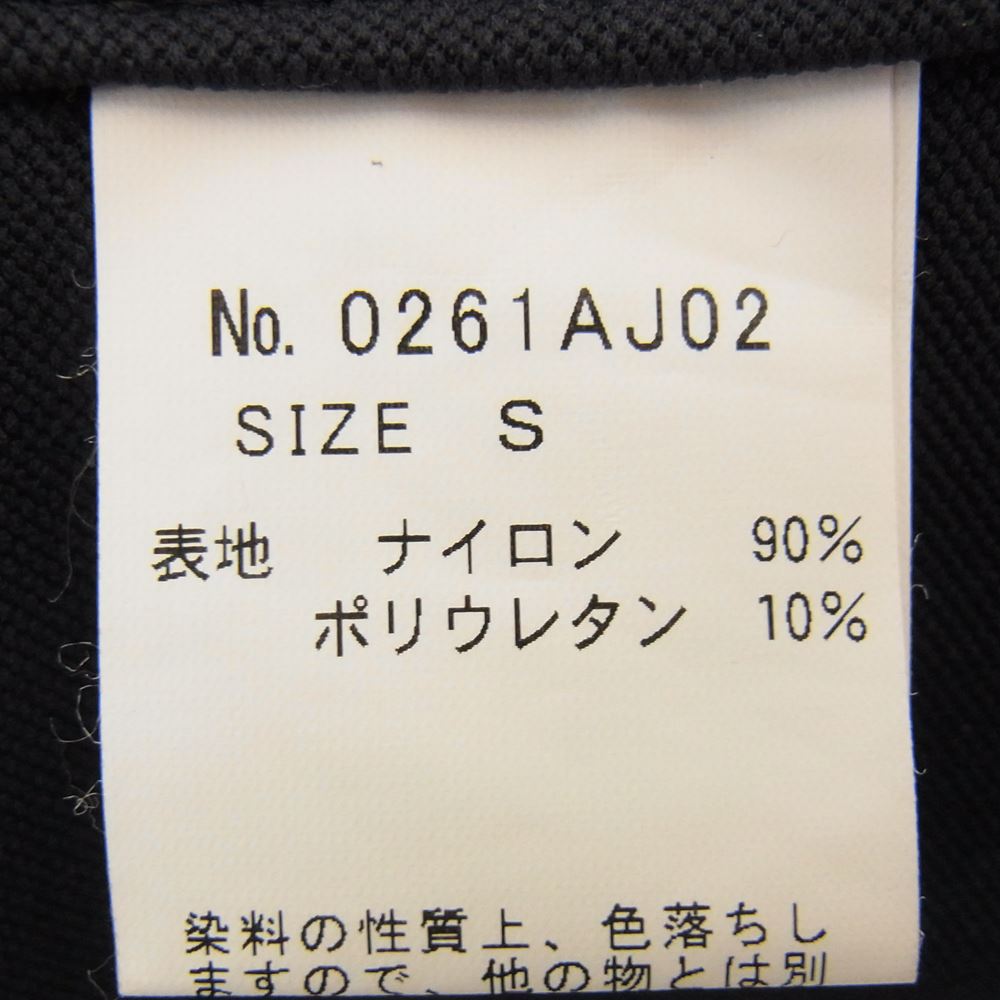 No. 0261AJ02
SIZE S
表地 ナイロン 90%
ポリウレタン 10%
染料の性質上、色落ちし
ますので、他の物とは別